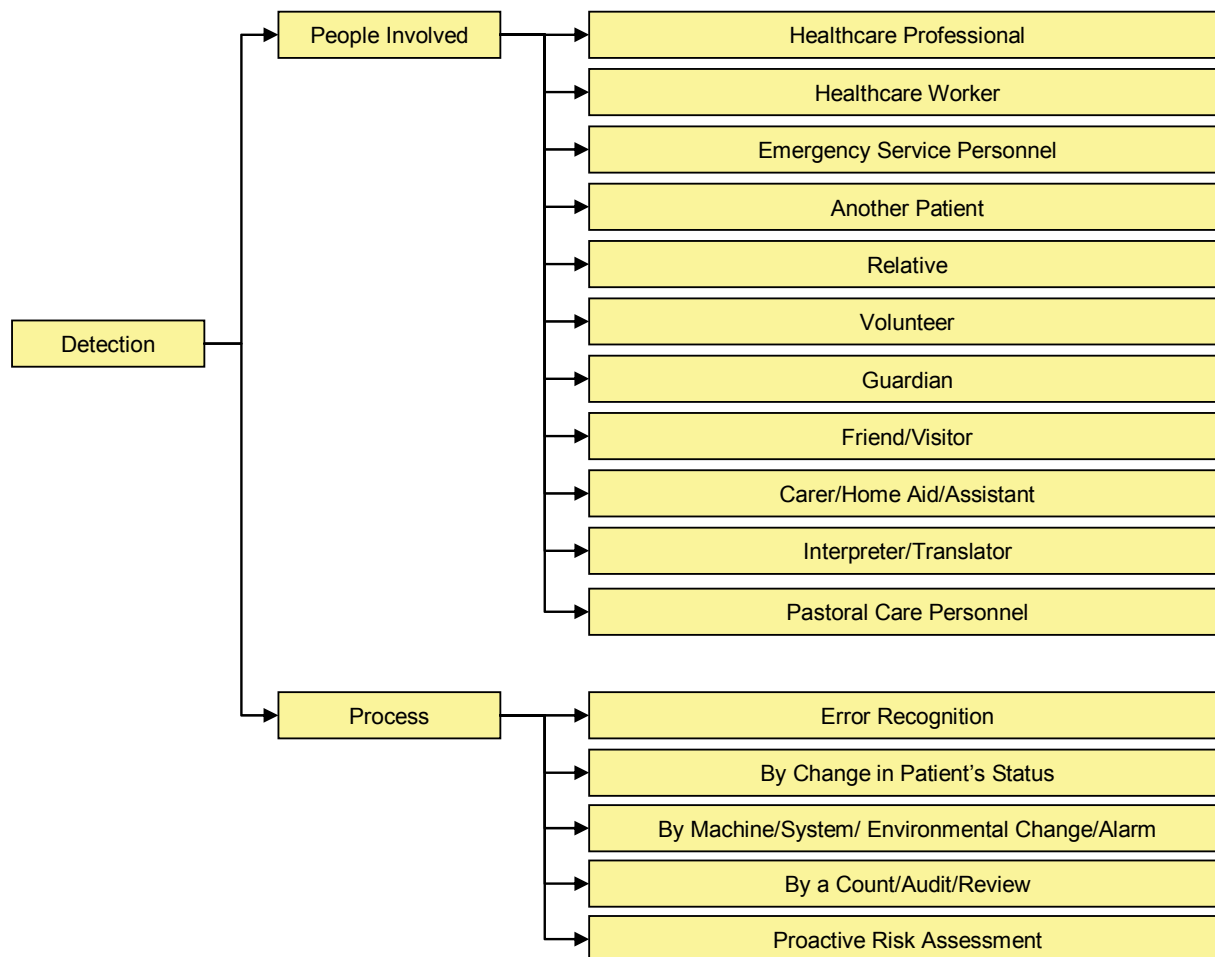 People Involved
Healthcare Professional
Healthcare Worker
Emergency Service Personnel
Another Patient
Relative
Volunteer
Detection
Guardian
Friend/Visitor
Carer/Home Aid/Assistant
Interpreter/Translator
Pastoral Care Personnel
Process
Error Recognition
By Change in Patient's Status
By Machine/System/ Environmental Change/Alarm
By a Count/Audit/Review
Proactive Risk Assessment